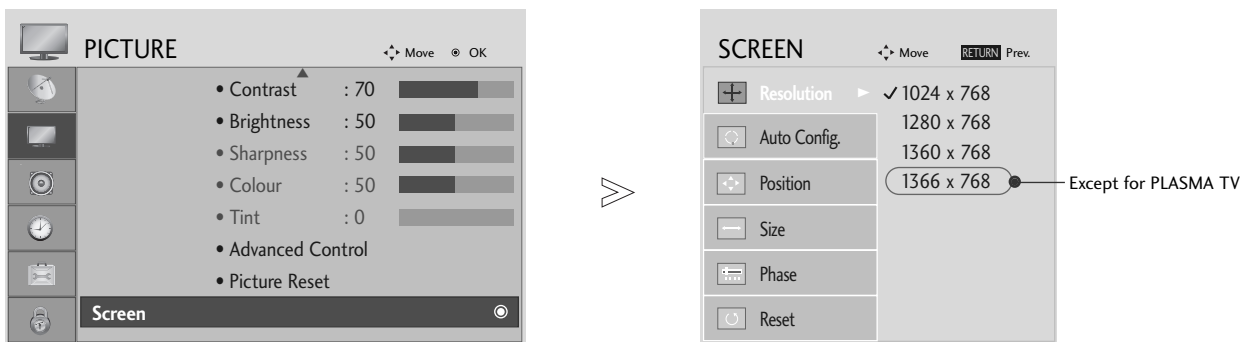 PICTURE
Move OK
• Contrast : 70
• Brightness : 50
• Sharpness : 50
• Colour : 50
• Tint : 0
• Advanced Control
• Picture Reset
Screen
SCREEN
Move RETURN Prev.
Resolution
Auto Config.
Position
Size
Phase
Reset
✓ 1024 x 768
1280 x 768
1360 x 768
1366 x 768
Except for PLASMA TV